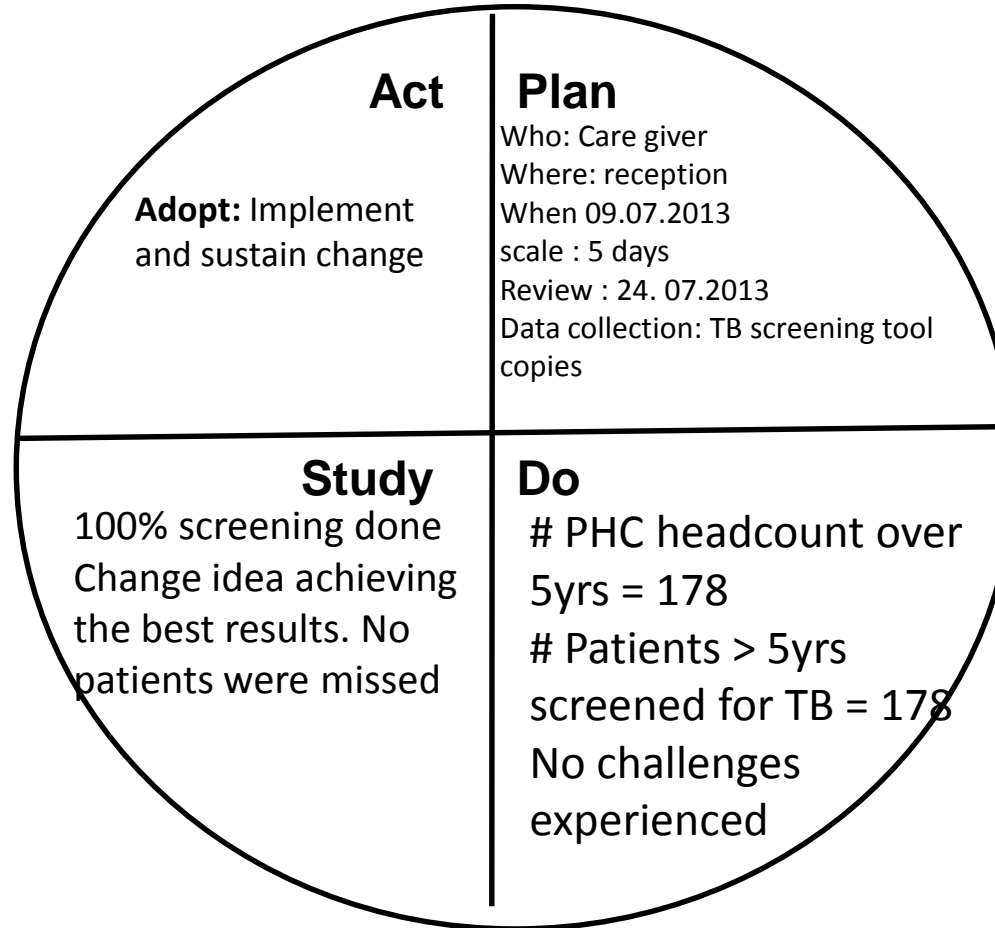 Act
Adopt: Implement
and sustain change
Plan
Who: Care giver
Where: reception
When 09.07.2013
scale : 5 days
Review : 24. 07.2013
Data collection: TB screening tool
copies
Study
100% screening done
Change idea achieving
the best results. No
patients were missed
Do
# PHC headcount over
5yrs = 178
# Patients > 5yrs
screened for TB = 178
No challenges
experienced